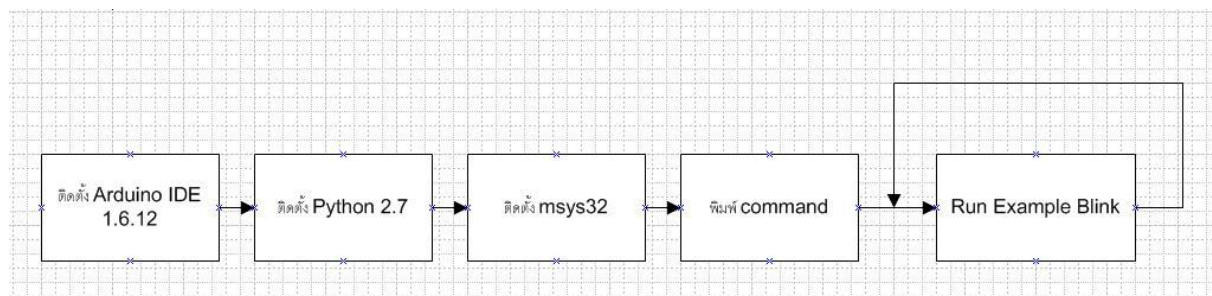 ติดตั้ง Arduino IDE
1.6.12
ติดตั้ง Python 2.7
ติดตั้ง msys32
พิมพ์ command
Run Example Blink